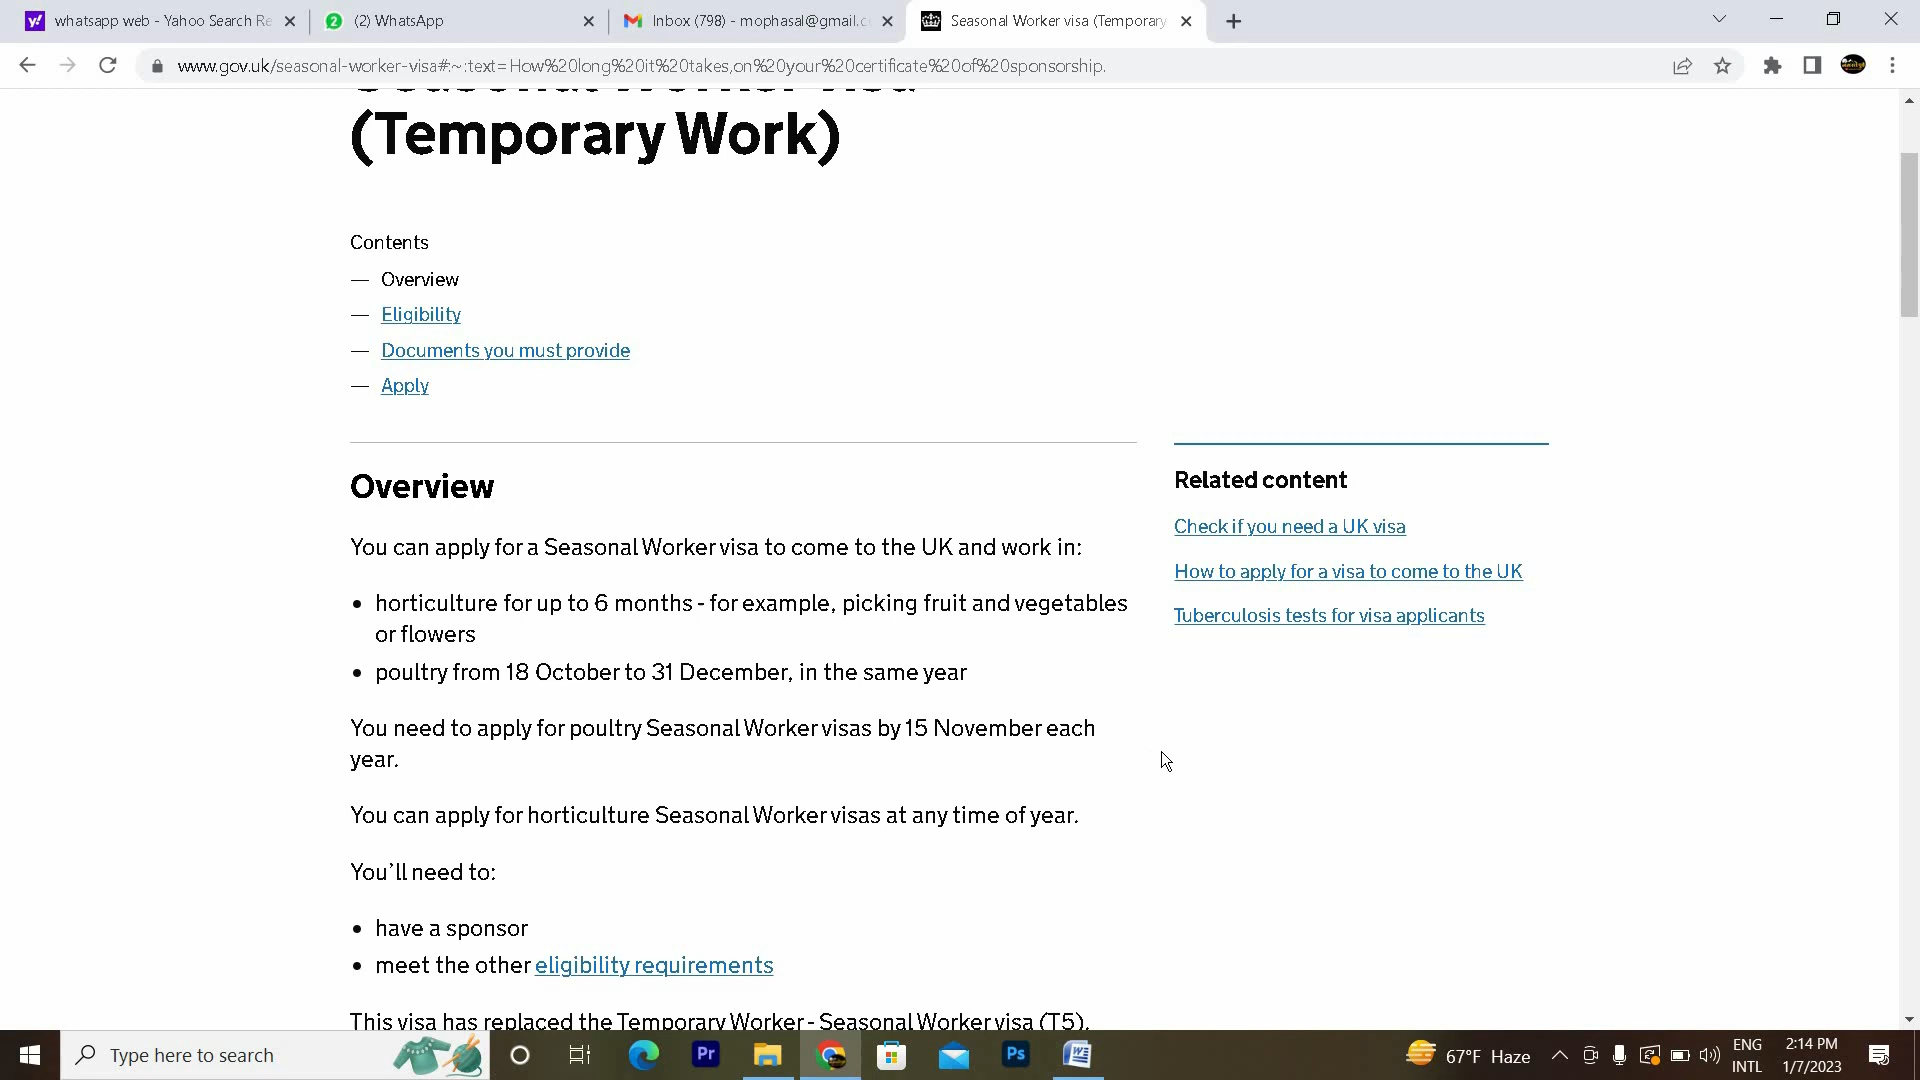 whatsapp web - Yahoo Search Re
(2) WhatsApp
Inbox (798) - mophasal@gmail.c
Seasonal Worker visa (Temporary
www.gov.uk/seasonal-worker-visa#:~:text=How%20long%20it%20takes,on%20your%20certificate%20of%20sponsorship.
(Temporary Work)
Contents
— Overview
— Eligibility
— Documents you must provide
— Apply
Overview
You can apply for a Seasonal Worker visa to come to the UK and work in:
• horticulture for up to 6 months - for example, picking fruit and vegetables
or flowers
• poultry from 18 October to 31 December, in the same year
You need to apply for poultry Seasonal Worker visas by 15 November each
year.
You can apply for horticulture Seasonal Worker visas at any time of year.
You’ll need to:
• have a sponsor
• meet the other eligibility requirements
This visa has replaced the Temporary Worker - Seasonal Worker visa (T5).
Related content
Check if you need a UK visa
How to apply for a visa to come to the UK
Tuberculosis tests for visa applicants
Type here to search
Pr
Ps
67°F Haze
ENG
INTL
2:14 PM
1/7/2023